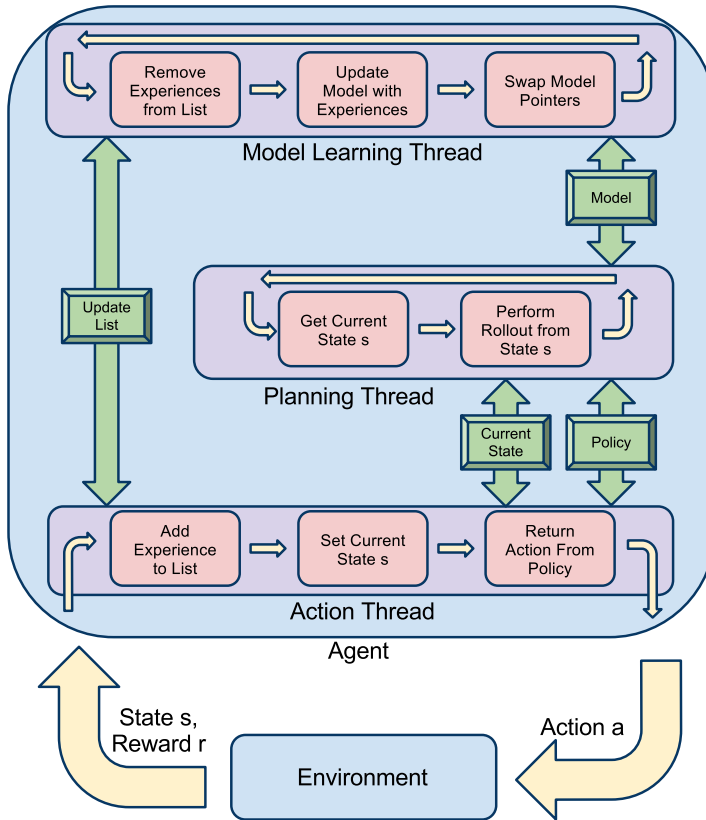 Remove
Experiences
from List
Update
Model with
Experiences
Swap Model
Pointers
Model Learning Thread
Model
Update
List
Get Current
State s
Perform
Rollout from
State s
Planning Thread
Current
State
Policy
Add
Experience
to List
Set Current
State s
Return
Action From
Policy
Action Thread
Agent
State s,
Reward r
Action a
Environment